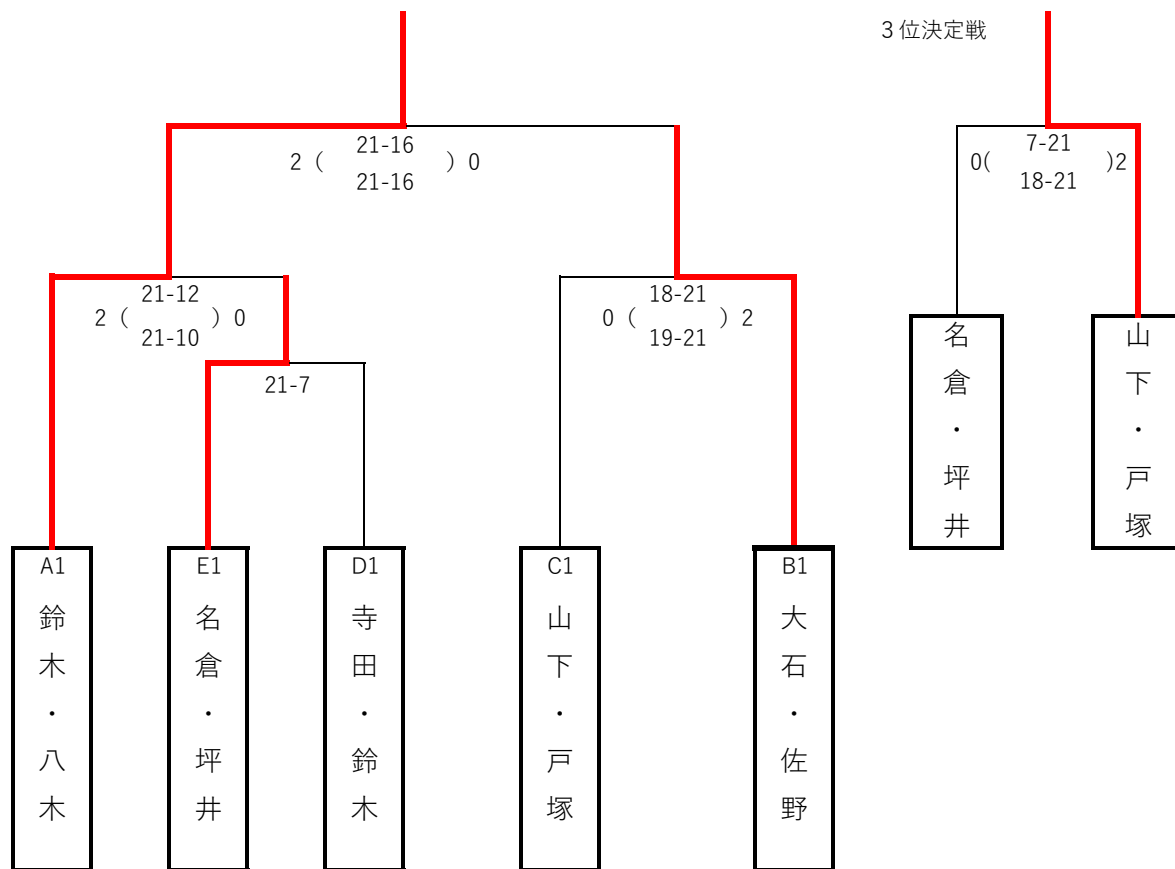 3位決定戦
21-16
2 ( ) 0
21-16
7-21
0( )2
18-21
21-12
2 ( ) 0
21-10
18-21
0 ( ) 2
19-21
21-7
名倉・坪井
山下・戸塚
A1
鈴木・八木
E1
名倉・坪井
D1
寺田・鈴木
C1
山下・戸塚
B1
大石・佐野